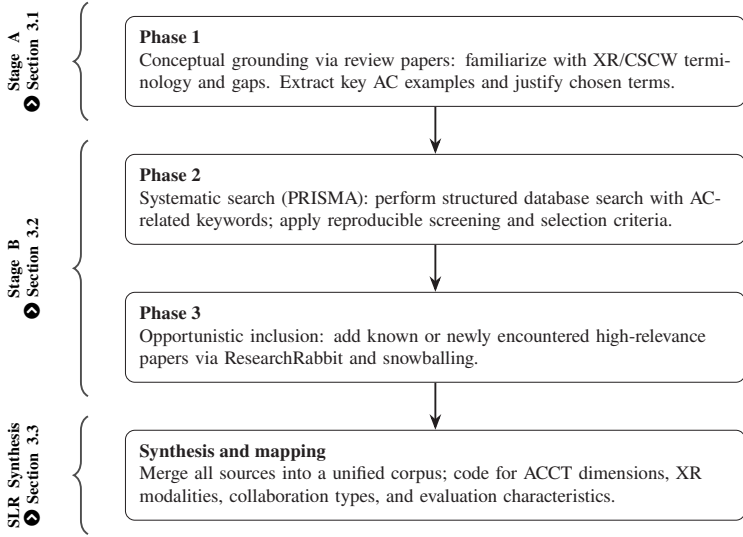 Stage A
➲ Section 3.1
Phase 1
Conceptual grounding via review papers: familiarize with XR/CSCW termi-
nology and gaps. Extract key AC examples and justify chosen terms.
Stage B
➲ Section 3.2
Phase 2
Systematic search (PRISMA): perform structured database search with AC-
related keywords; apply reproducible screening and selection criteria.
Phase 3
Opportunistic inclusion: add known or newly encountered high-relevance
papers via ResearchRabbit and snowballing.
SLR Synthesis
➲ Section 3.3
Synthesis and mapping
Merge all sources into a unified corpus; code for ACCT dimensions, XR
modalities, collaboration types, and evaluation characteristics.